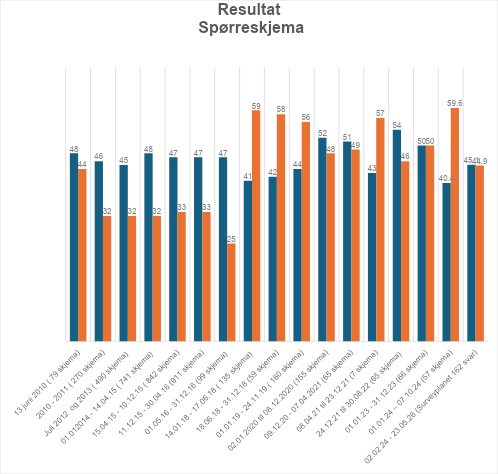 Resultat
Spørreskjema
48 44 46 32 45 32 48 32 47 33 47 33 47 25 41 59 42 58 44 56 52 48 51 49 43 57 54 46 50 50 59.6 44.9
13 juni 2010 ( 79 skjema)
2010 - 2011 ( 270 skjema)
Juli 2012 og 2013 ( 490 skjema)
01.012014 - 14.04.15 ( 741 skjema)
15.04.15 - 10.12.15 ( 842 skjema)
11.12.15 - 30.04.16 (911 skjema)
01.05.16 - 31.12.16 (99 skjema)
14.01.18 - 17.06.18 ( 135 skjema)
18.06.18 - 31.12.18 (59 skjema)
01.01.19 - 24.11.19 ( 160 skjema)
02.01.2020 til 08.12.2020 (155 skjema)
09.12.20 - 07.04.2021 (65 skjema)
08.04.21 til 23.12.21 (7 skjema)
24.12.21 til 30.08.22 (65 skjema)
01.01.23 - 31.12.23 (66 skjema)
01.01.24 - 07.10.24 (57 skjema)
02.02.24 - 23.05.26 (Surveyplanet 162 svar)